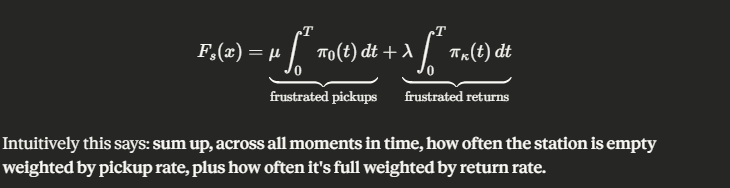 F_s(x) = μ ∫_0^T π_0(t) dt + λ ∫_0^T π_κ(t) dt
frustrated pickups frustrated returns
Intuitively this says: sum up, across all moments in time, how often the station is empty
weighted by pickup rate, plus how often it's full weighted by return rate.